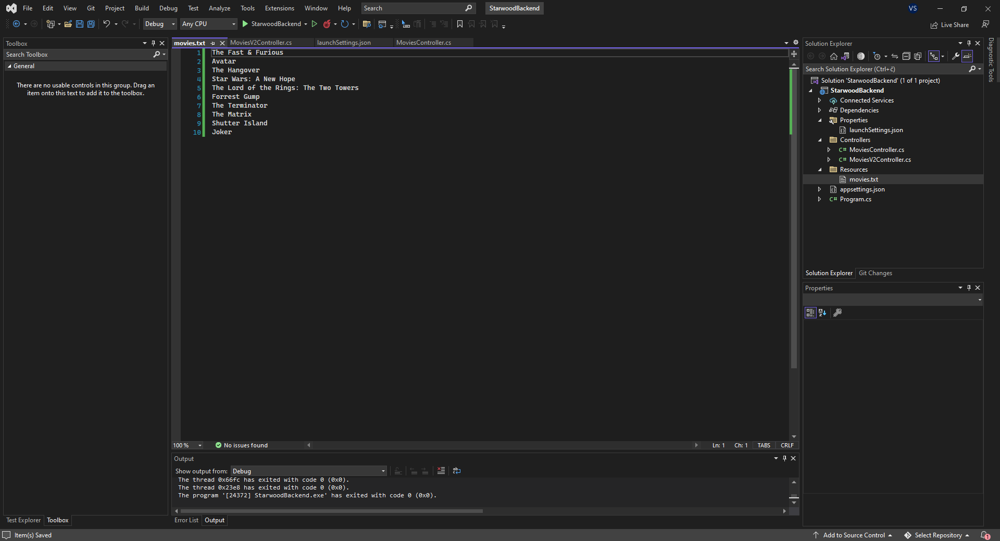 File Edit View Git Project Build Debug Test Analyze Tools Extensions Window Help Search StarwoodBackend VS
Debug Any CPU StarwoodBackend Live Share
Toolbox
Search Toolbox
General
There are no usable controls in this group. Drag an
item onto this text to add it to the toolbox.
Test Explorer Toolbox
movies.txt MoviesV2Controller.cs launchSettings.json MoviesController.cs
1 The Fast & Furious
2 Avatar
3 The Hangover
4 Star Wars: A New Hope
5 The Lord of the Rings: The Two Towers
6 Forrest Gump
7 The Terminator
8 The Matrix
9 Shutter Island
10 Joker
100 % No issues found Ln: 1 Ch: 1 TABS CRLF
Output
Show output from: Debug
The thread 0x66fc has exited with code 0 (0x0).
The thread 0x23e8 has exited with code 0 (0x0).
The program '[24372] StarwoodBackend.exe' has exited with code 0 (0x0).
Error List Output
Solution Explorer
Search Solution Explorer (Ctrl+č)
Solution 'StarwoodBackend' (1 of 1 project)
StarwoodBackend
Connected Services
Dependencies
Properties
launchSettings.json
Controllers
C# MoviesController.cs
C# MoviesV2Controller.cs
Resources
movies.txt
appsettings.json
C# Program.cs
Solution Explorer Git Changes
Properties
Diagnostic Tools
Item(s) Saved Add to Source Control Select Repository 1